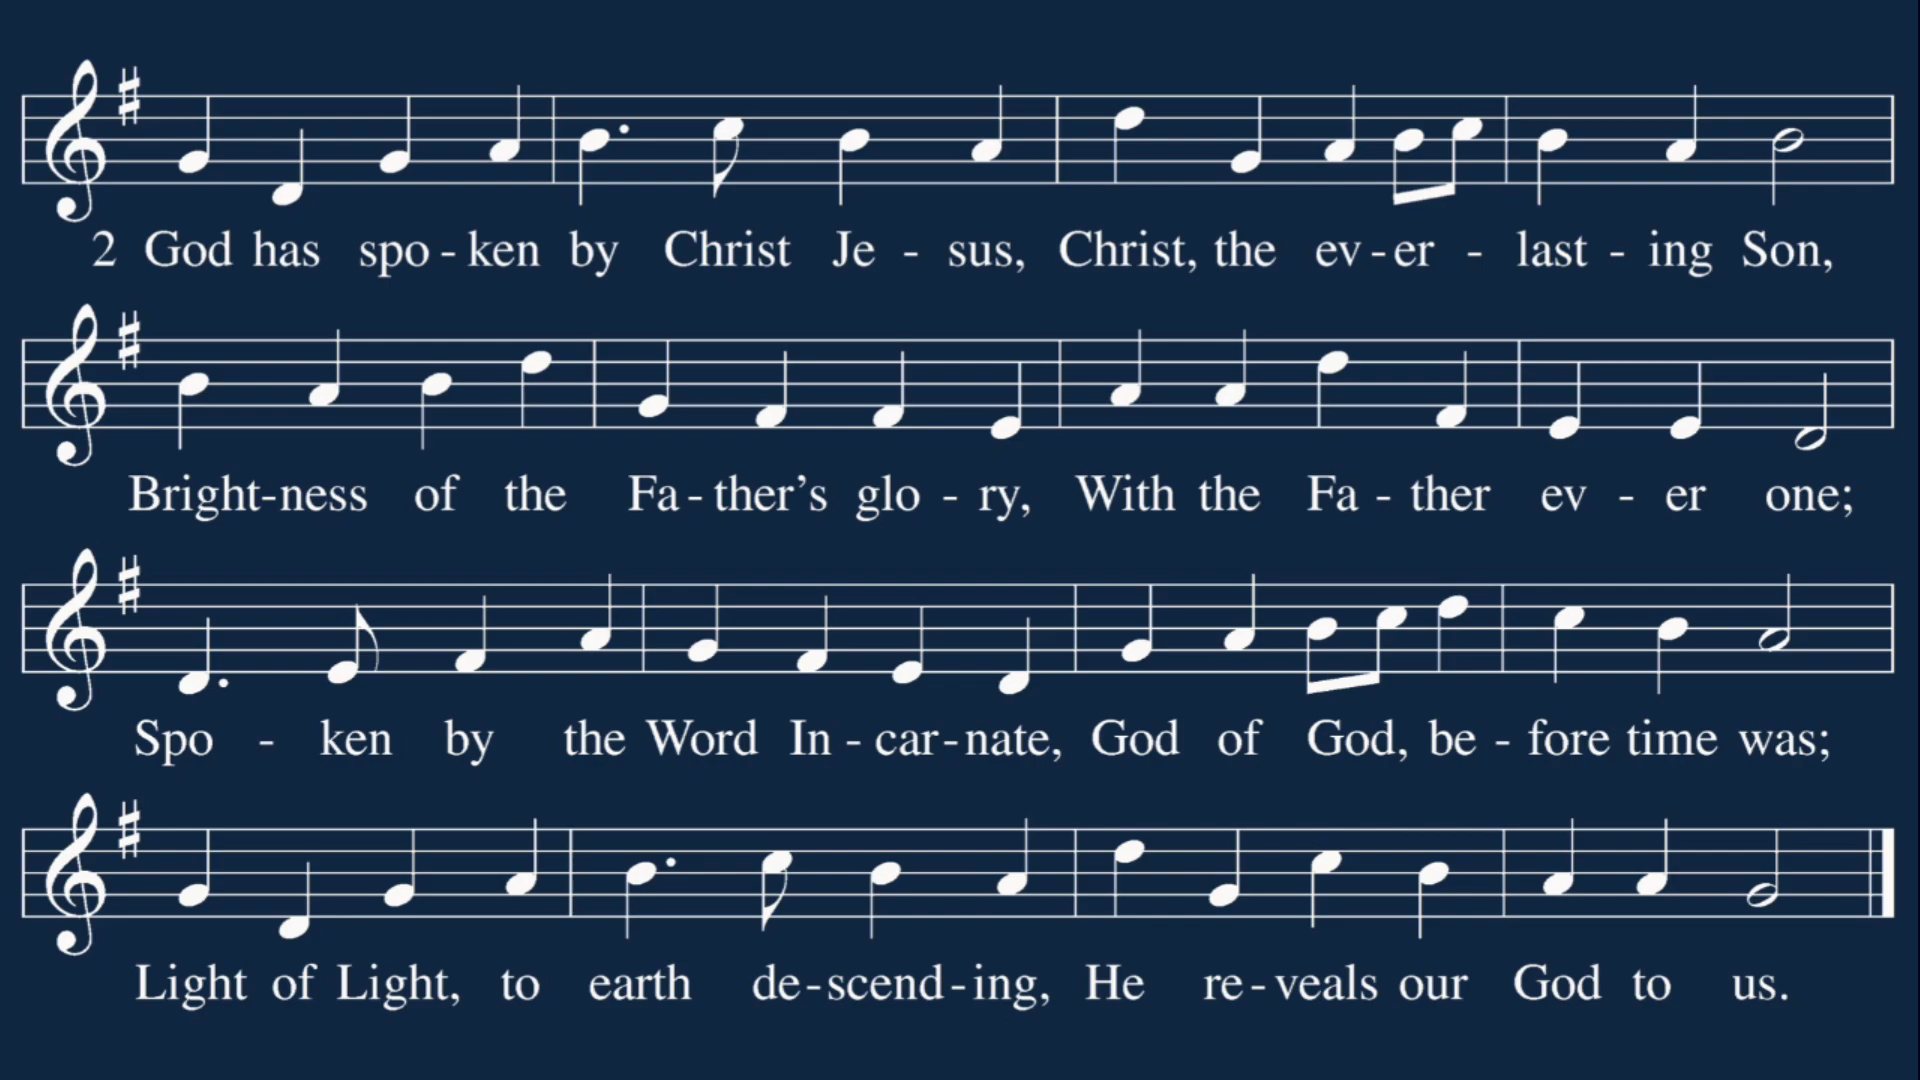 2 God has spo - ken by Christ Je - sus, Christ, the ev - er - last - ing Son,
Bright - ness of the Fa - ther’s glo - ry, With the Fa - ther ev - er one;
Spo - ken by the Word In - car - nate, God of God, be - fore time was;
Light of Light, to earth de - scend - ing, He re - veals our God to us.